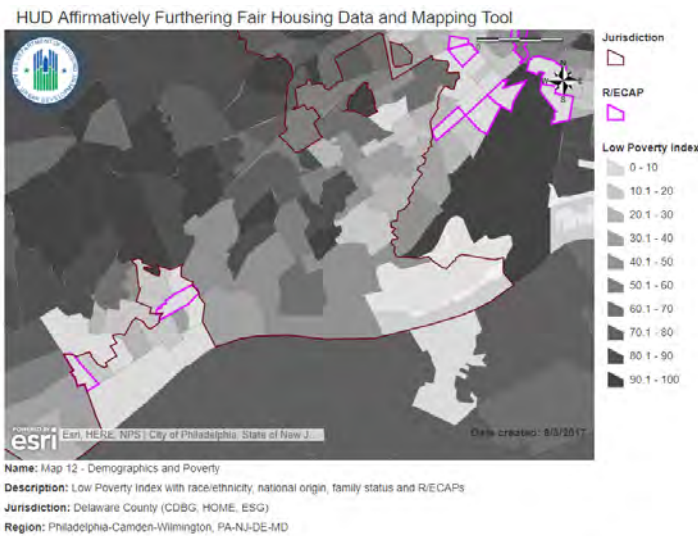 HUD Affirmatively Furthering Fair Housing Data and Mapping Tool
Jurisdiction
R/ECAP
Low Poverty Index
0 - 10
10.1 - 20
20.1 - 30
30.1 - 40
40.1 - 50
50.1 - 60
60.1 - 70
70.1 - 80
80.1 - 90
90.1 - 100
N
S
POWERED BY
esri
Esri, HERE, NPS | City of Philadelphia, State of New J...
Date created: 8/3/2017
Name: Map 12 - Demographics and Poverty
Description: Low Poverty Index with race/ethnicity, national origin, family status and R/ECAPs
Jurisdiction: Delaware County (CDBG, HOME, ESG)
Region: Philadelphia-Camden-Wilmington, PA-NJ-DE-MD